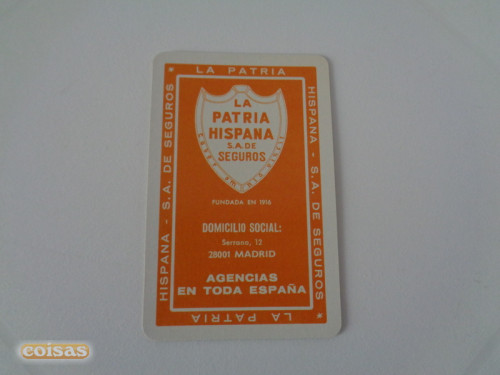 * LA PATRIA
HISPANA - S.A. DE SEGUROS
LA
PATRIA
HISPANA
S.A. DE
SEGUROS
FUNDADA EN 1916
DOMICILIO SOCIAL:
Serrano, 12
28001 MADRID
AGENCIAS
EN TODA ESPAÑA
* LA PATRIA
HISPANA - S.A. DE SEGUROS
coisas